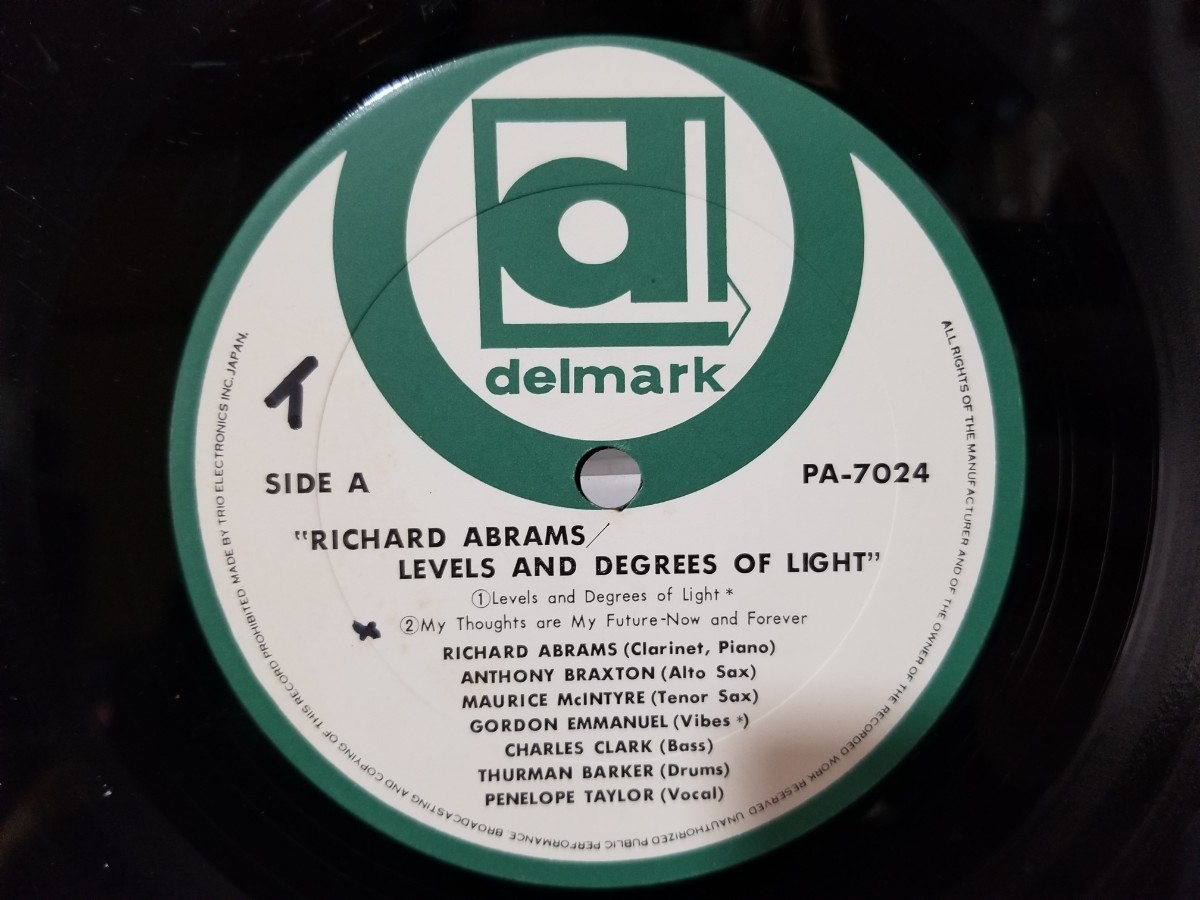 d
delmark
イ
SIDE A
PA-7024
"RICHARD ABRAMS/
LEVELS AND DEGREES OF LIGHT"
①Levels and Degrees of Light *
②My Thoughts are My Future-Now and Forever
RICHARD ABRAMS (Clarinet, Piano)
ANTHONY BRAXTON (Alto Sax)
MAURICE McINTYRE (Tenor Sax)
GORDON EMMANUEL (Vibes *)
CHARLES CLARK (Bass)
THURMAN BARKER (Drums)
PENELOPE TAYLOR (Vocal)
ALL RIGHTS OF THE MANUFACTURER AND OF THE OWNER OF THE RECORDED WORK RESERVED UNAUTHORIZED PUBLIC PERFORMANCE BROADCASTING AND COPYING OF THIS RECORD PROHIBITED MADE BY TRIO ELECTRONICS INC. JAPAN.